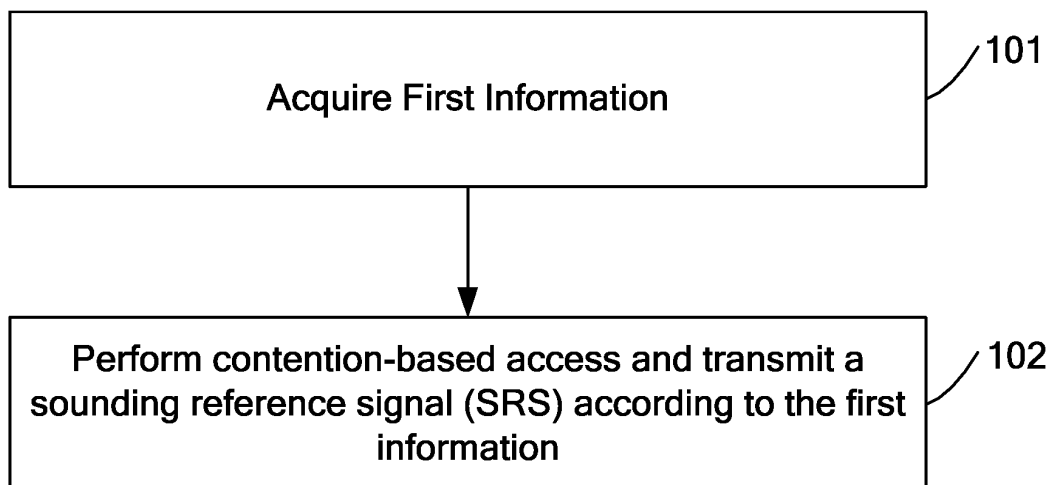 Acquire First Information
101
Perform contention-based access and transmit a
sounding reference signal (SRS) according to the first
information
102